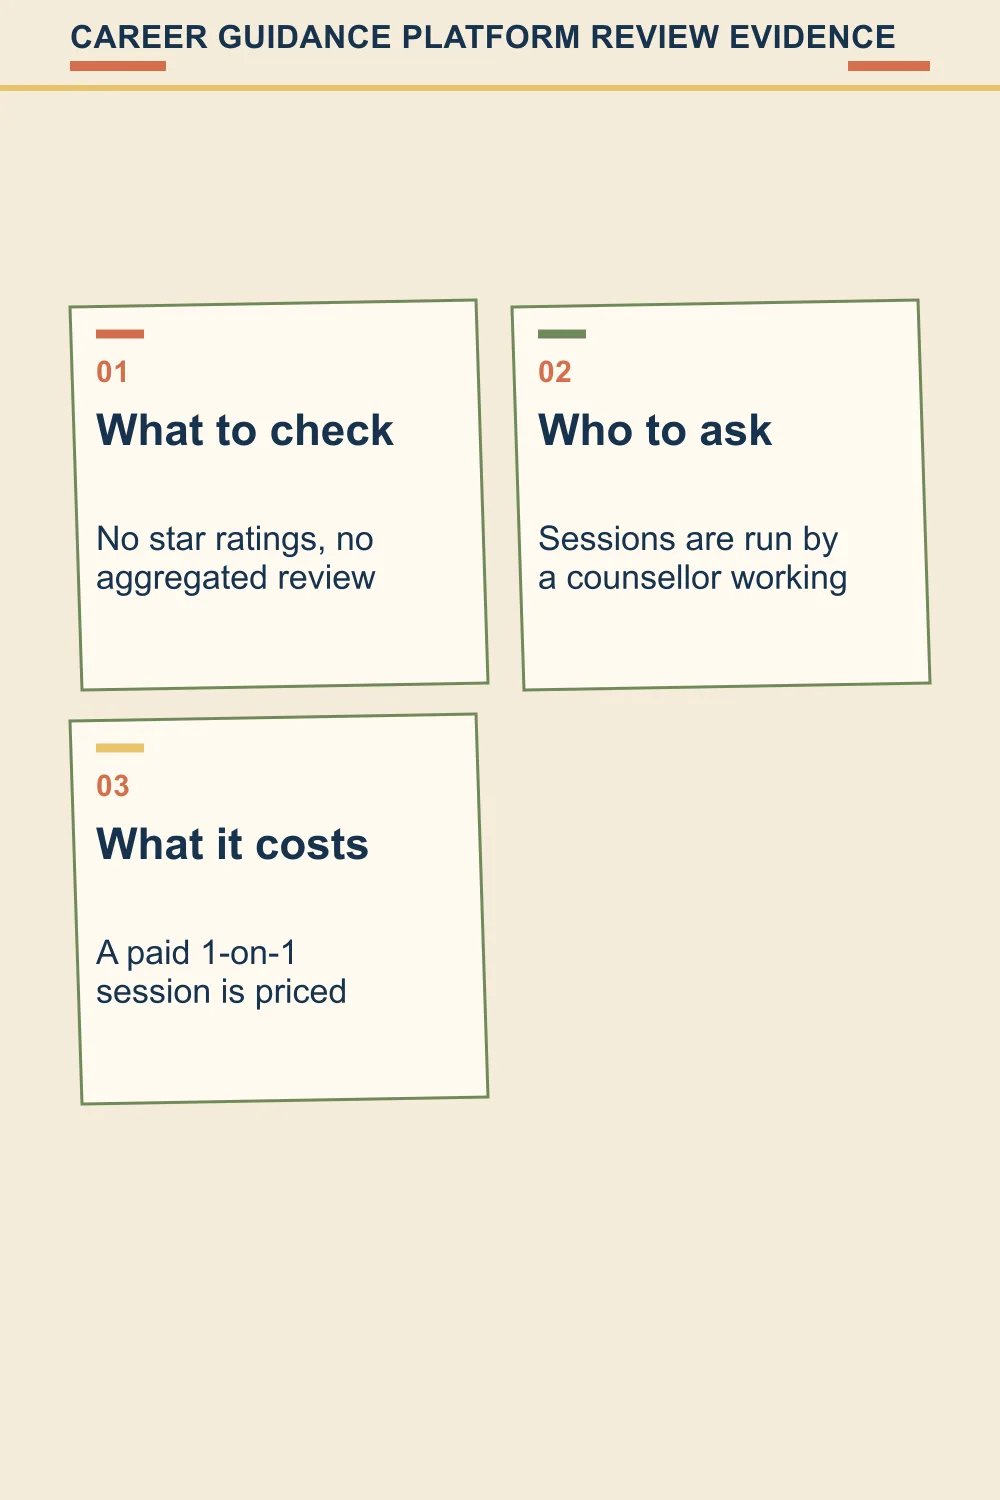 CAREER GUIDANCE PLATFORM REVIEW EVIDENCE
01
What to check
No star ratings, no
aggregated review
02
Who to ask
Sessions are run by
a counsellor working
03
What it costs
A paid 1-on-1
session is priced